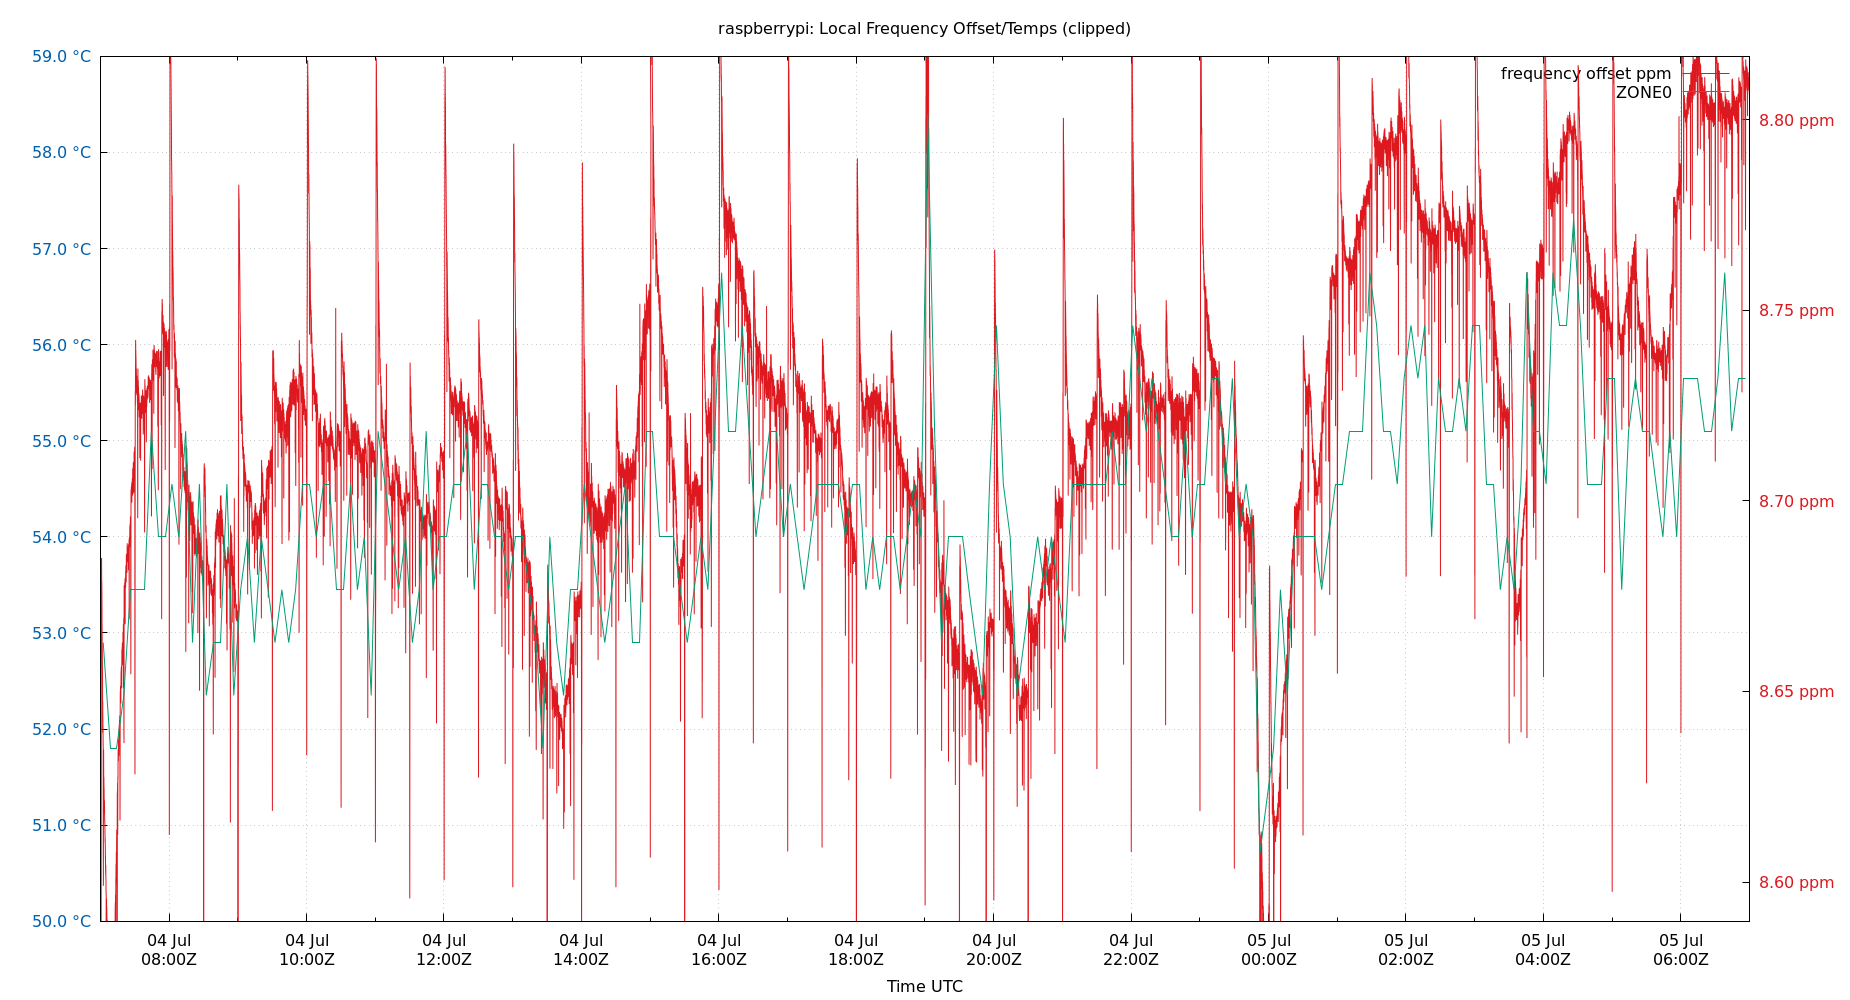 raspberrypi: Local Frequency Offset/Temps (clipped)
59.0 °C
58.0 °C
57.0 °C
56.0 °C
55.0 °C
54.0 °C
53.0 °C
52.0 °C
51.0 °C
50.0 °C
frequency offset ppm
ZONE0
8.80 ppm
8.75 ppm
8.70 ppm
8.65 ppm
8.60 ppm
04 Jul 04 Jul 04 Jul 04 Jul 04 Jul 04 Jul 04 Jul 04 Jul 05 Jul 05 Jul 05 Jul 05 Jul
08:00Z 10:00Z 12:00Z 14:00Z 16:00Z 18:00Z 20:00Z 22:00Z 00:00Z 02:00Z 04:00Z 06:00Z
Time UTC